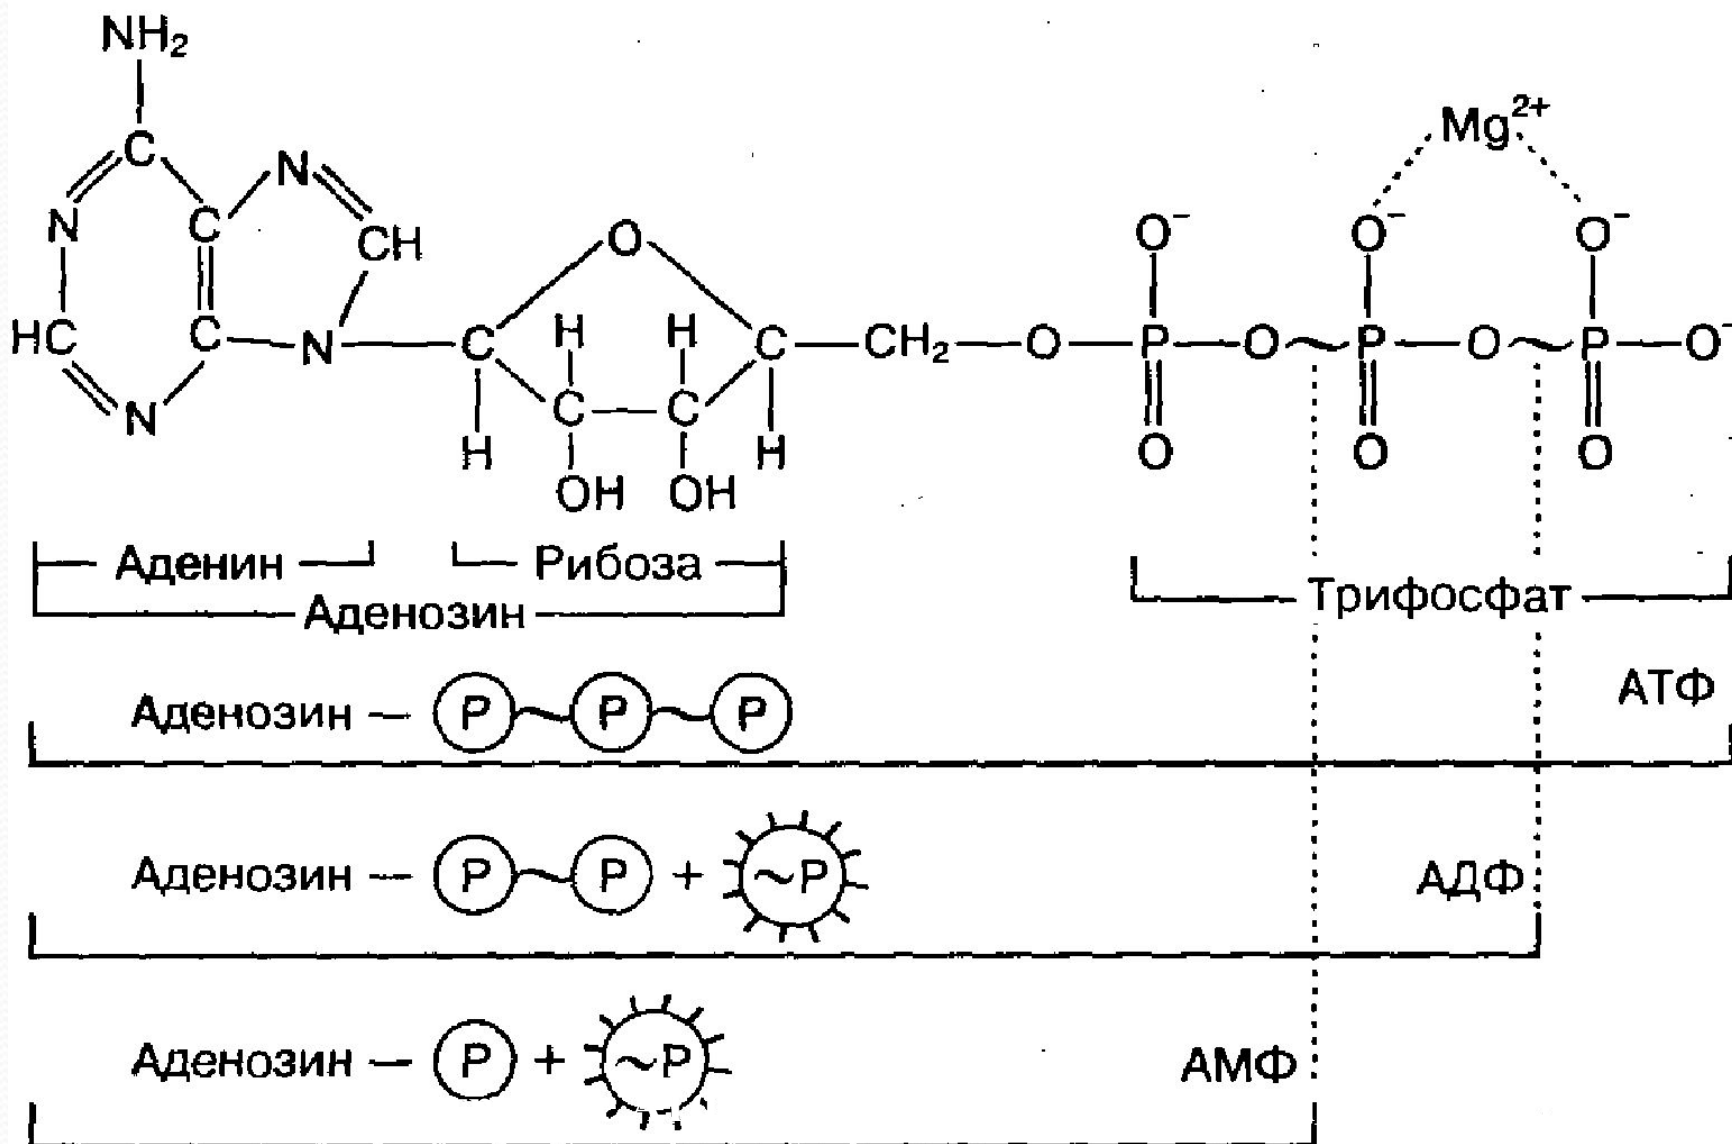 NH₂
Mg²⁺
C N
N C CH O O⁻ O⁻ O⁻
HC C N C H H C CH₂ O P O ~ P O ~ P O⁻
N C C
H H O O O
OH OH
Аденин Рибоза
Трифосфат
Аденозин
АТФ
Аденозин — P ~ P ~ P
Аденозин — P ~ P + ~P АДФ
Аденозин — P + ~P АМФ